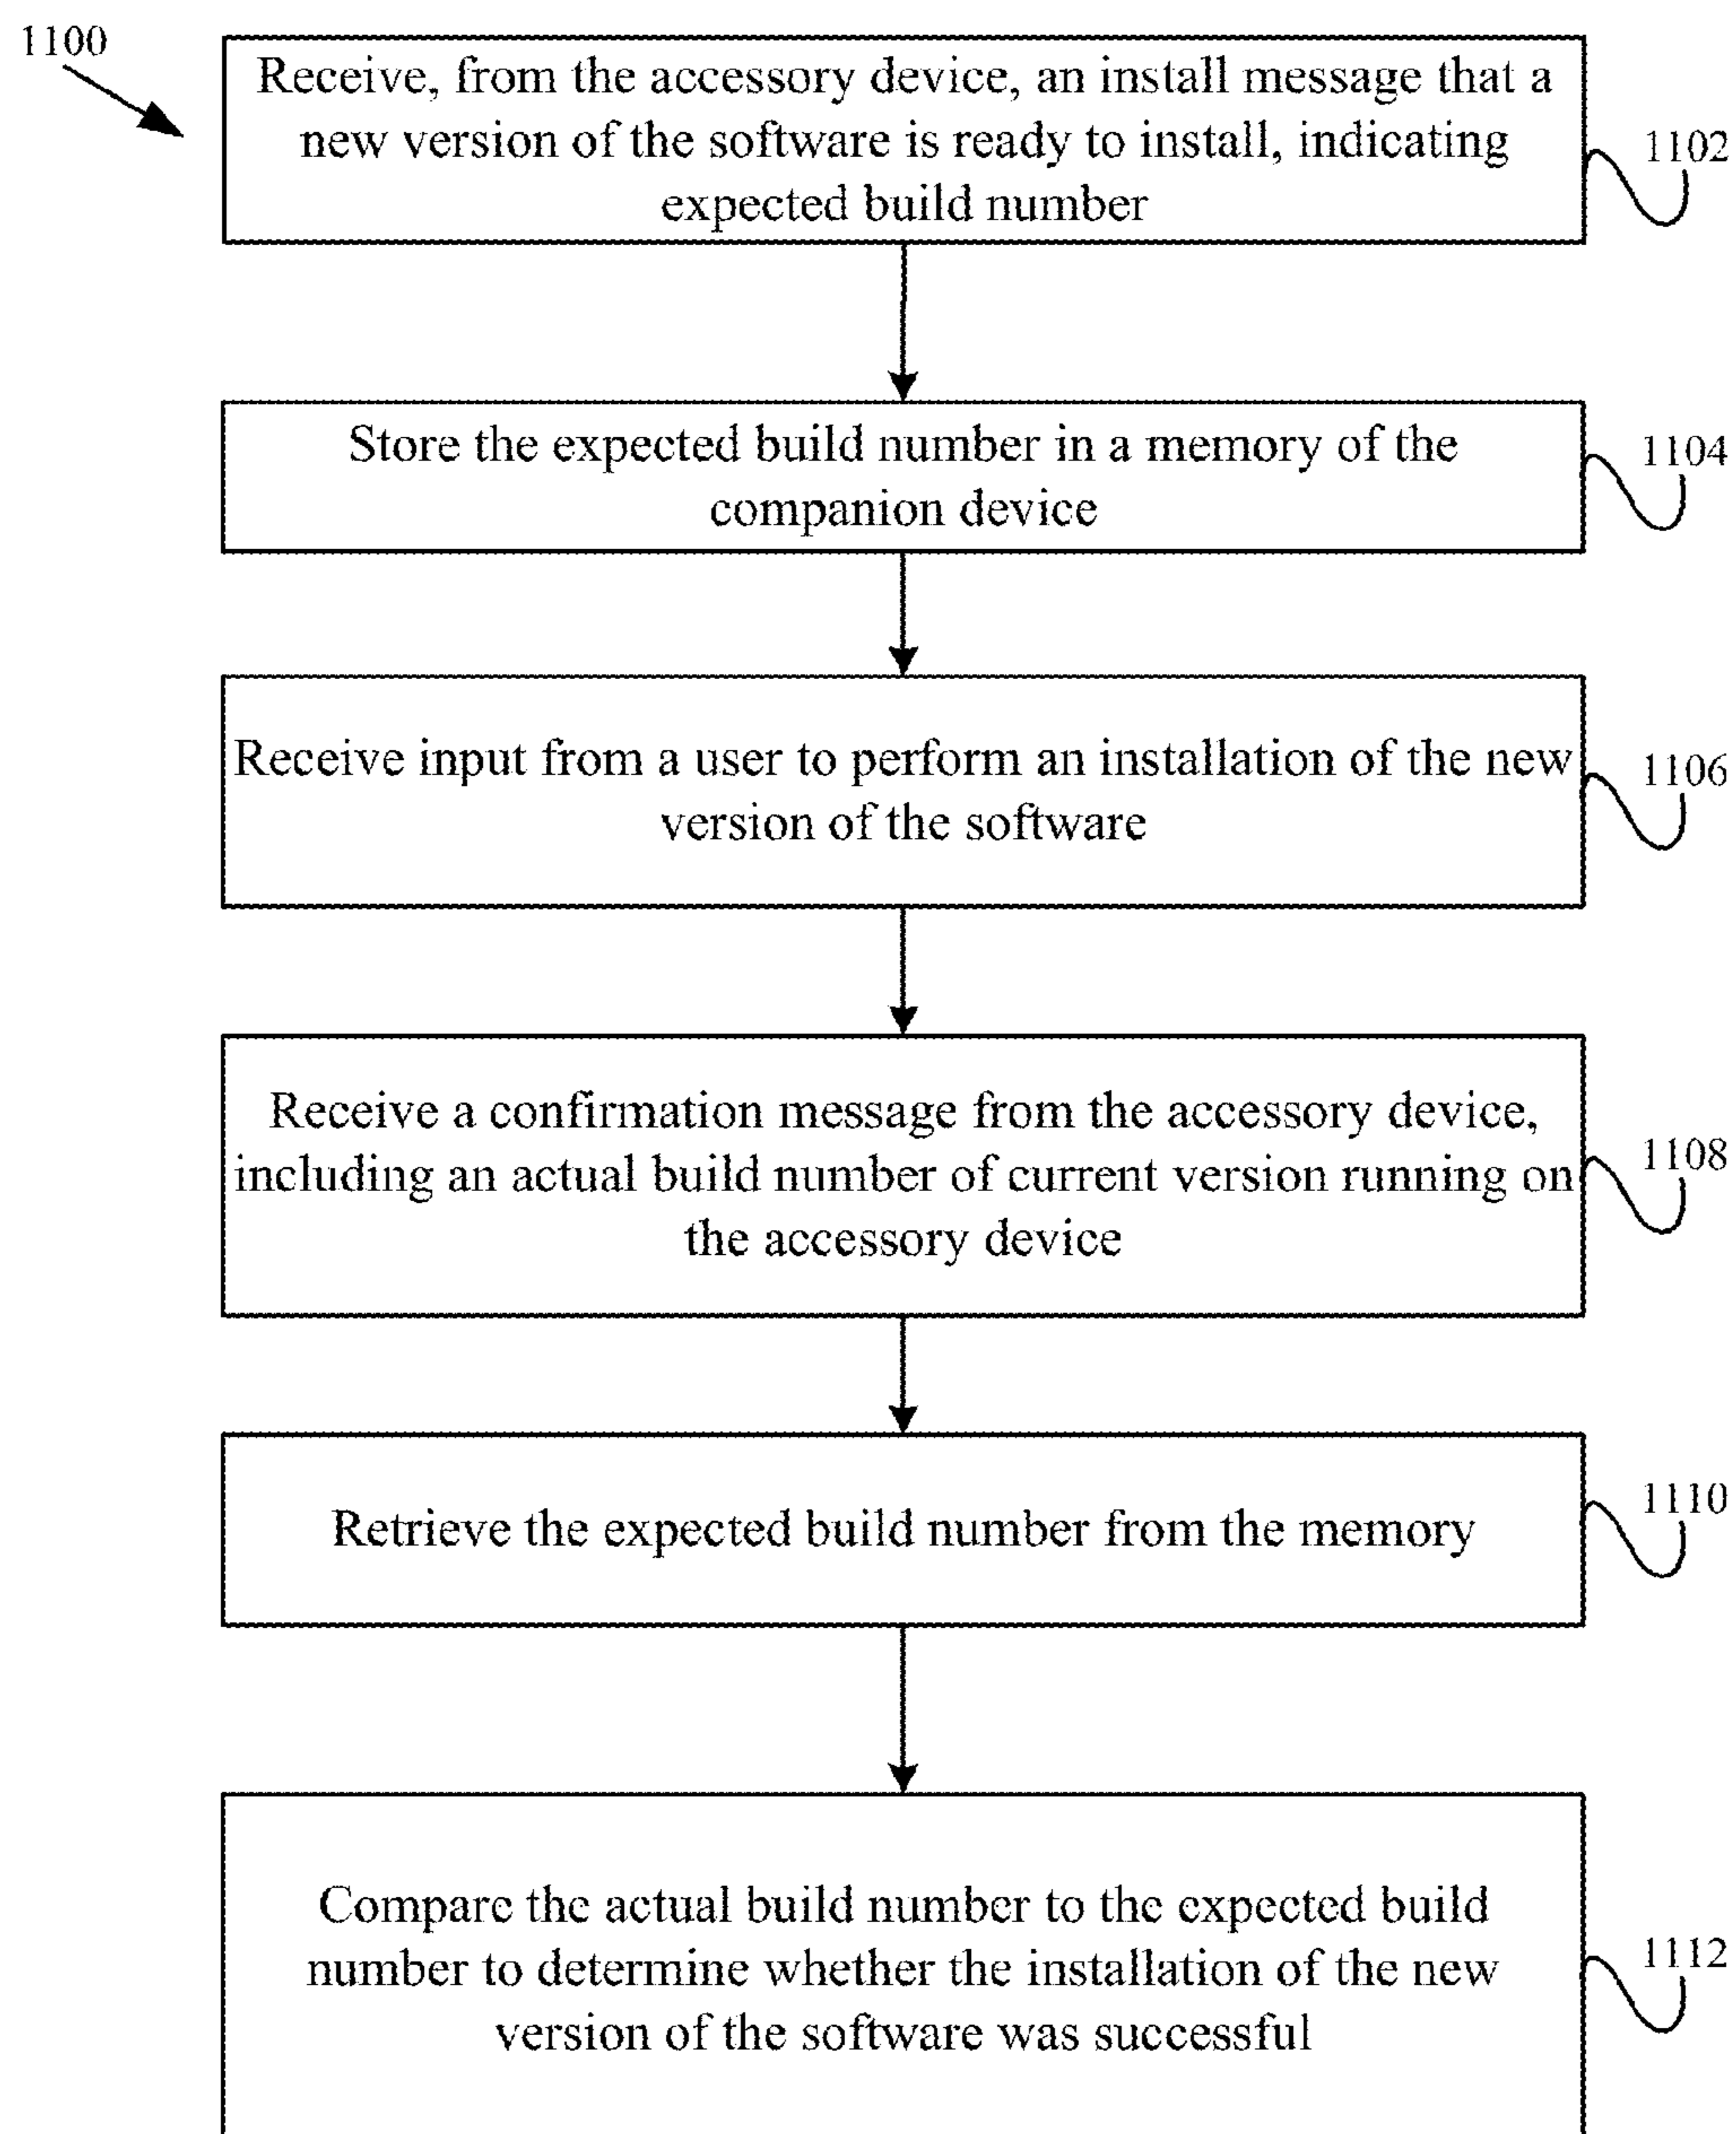 1100
Receive, from the accessory device, an install message that a
new version of the software is ready to install, indicating
expected build number
1102
Store the expected build number in a memory of the
companion device
1104
Receive input from a user to perform an installation of the new
version of the software
1106
Receive a confirmation message from the accessory device,
including an actual build number of current version running on
the accessory device
1108
Retrieve the expected build number from the memory
1110
Compare the actual build number to the expected build
number to determine whether the installation of the new
version of the software was successful
1112